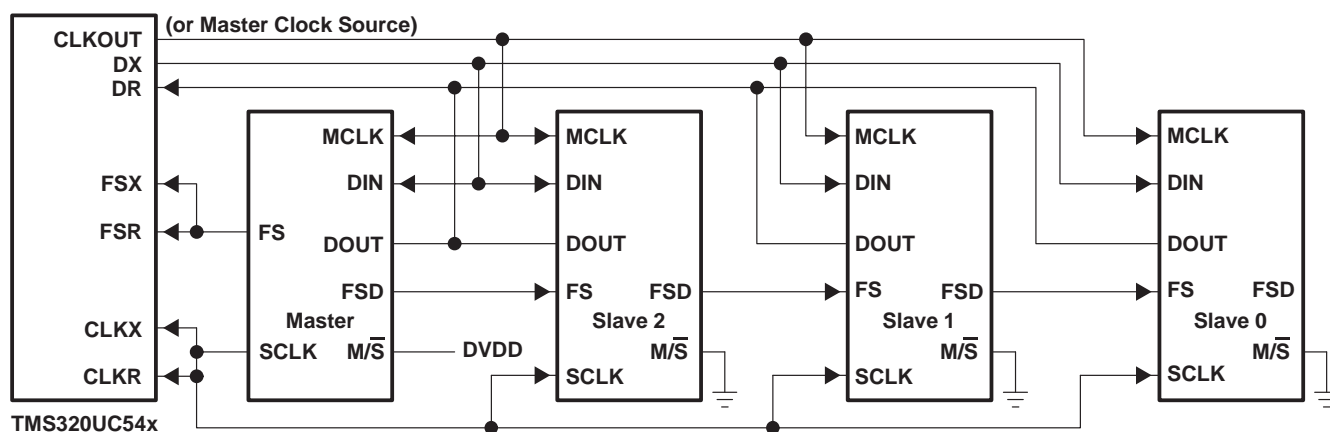 (or Master Clock Source)
CLKOUT
DX
DR
FSX
FSR
CLKX
CLKR
TMS320UC54x
MCLK
DIN
FS
DOUT
FSD
Master
SCLK
M/S̅
DVDD
MCLK
DIN
DOUT
FS
FSD
Slave 2
M/S̅
SCLK
MCLK
DIN
DOUT
FS
FSD
Slave 1
M/S̅
SCLK
MCLK
DIN
DOUT
FS
FSD
Slave 0
M/S̅
SCLK